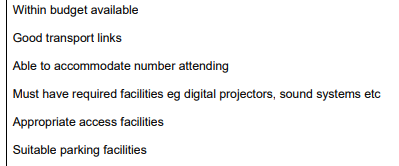 Within budget available
Good transport links
Able to accommodate number attending
Must have required facilities eg digital projectors, sound systems etc
Appropriate access facilities
Suitable parking facilities